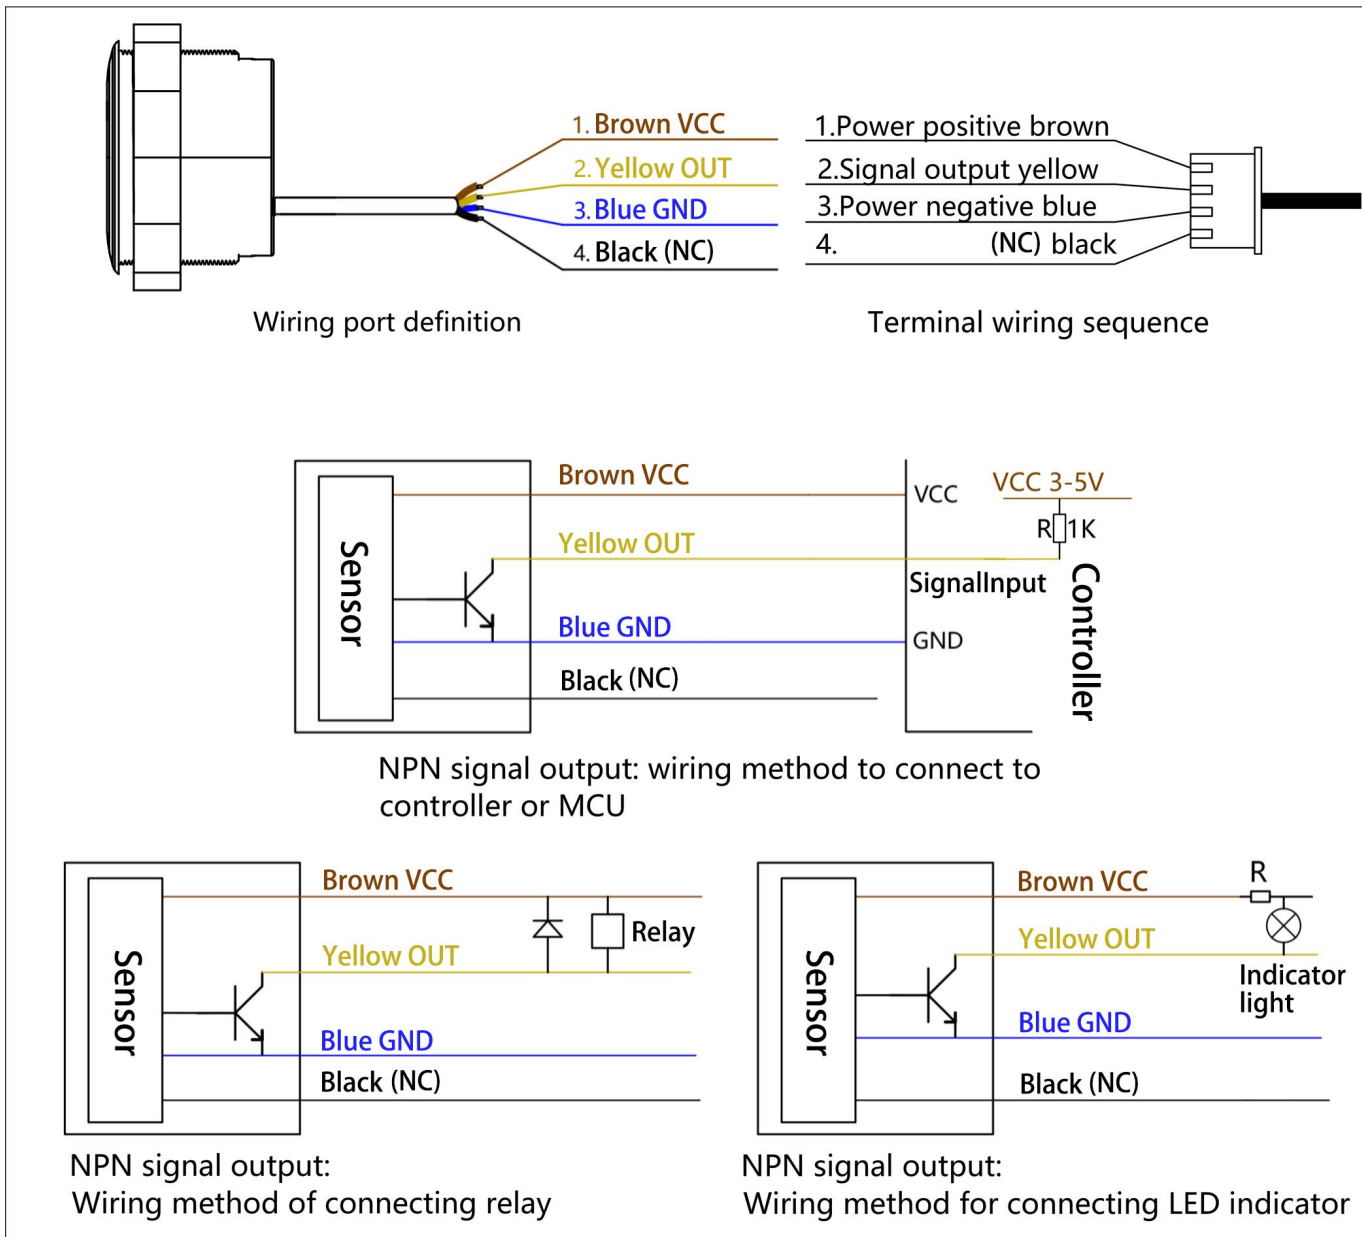 1. Brown VCC
2. Yellow OUT
3. Blue GND
4. Black (NC)
Wiring port definition
1.Power positive brown
2.Signal output yellow
3.Power negative blue
4. (NC) black
Terminal wiring sequence
Sensor
Brown VCC
Yellow OUT
Blue GND
Black (NC)
VCC
SignalInput
GND
VCC 3-5V
R 1K
Controller
NPN signal output: wiring method to connect to
controller or MCU
Sensor
Brown VCC
Yellow OUT
Blue GND
Black (NC)
Relay
NPN signal output:
Wiring method of connecting relay
Sensor
Brown VCC
Yellow OUT
Blue GND
Black (NC)
R
Indicator
light
NPN signal output:
Wiring method for connecting LED indicator